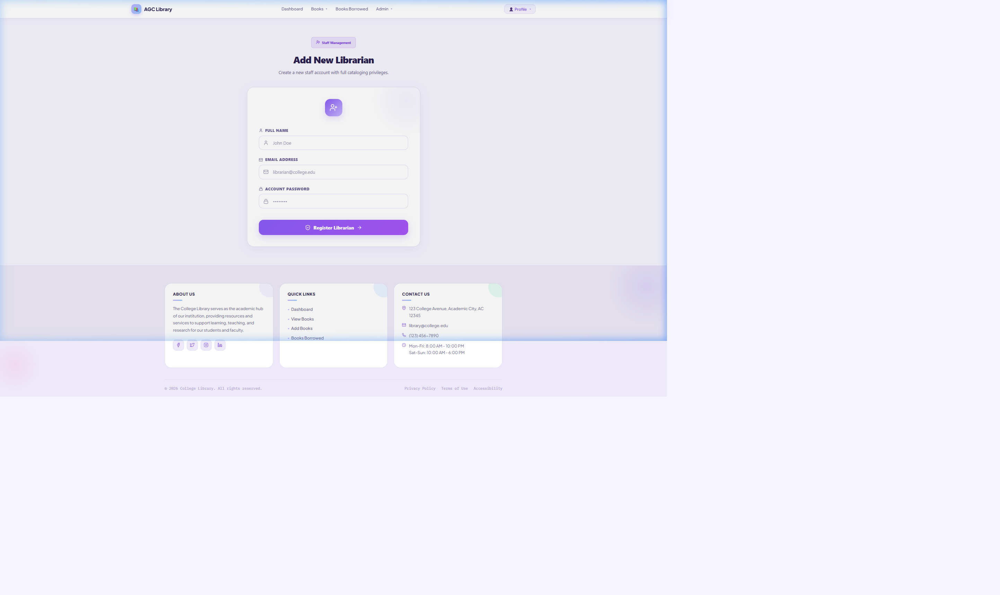 AGC Library
Dashboard
Books
Books Borrowed
Admin
Profile
Staff Management
Add New Librarian
Create a new staff account with full cataloging privileges.
FULL NAME
John Doe
EMAIL ADDRESS
librarian@college.edu
ACCOUNT PASSWORD
••••••••
Register Librarian →
ABOUT US
The College Library serves as the academic hub
of our institution, providing resources and
services to support learning, teaching, and
research for our students and faculty.
QUICK LINKS
Dashboard
View Books
Add Books
Books Borrowed
CONTACT US
123 College Avenue, Academic City, AC
12345
library@college.edu
(123) 456-7890
Mon-Fri: 8:00 AM - 10:00 PM
Sat-Sun: 10:00 AM - 6:00 PM
© 2026 College Library. All rights reserved.
Privacy Policy
Terms of Use
Accessibility